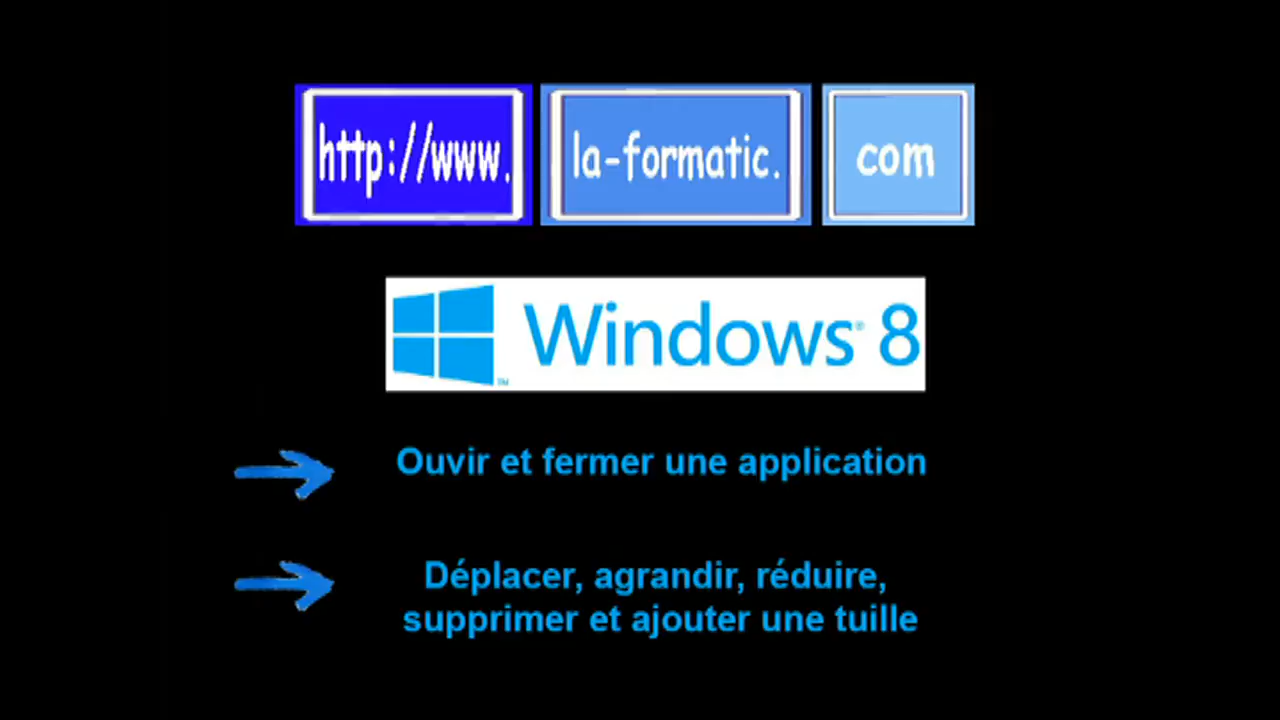 http://www. la-formatic. com
Windows® 8
™
Ouvir et fermer une application
Déplacer, agrandir, réduire,
supprimer et ajouter une tuille